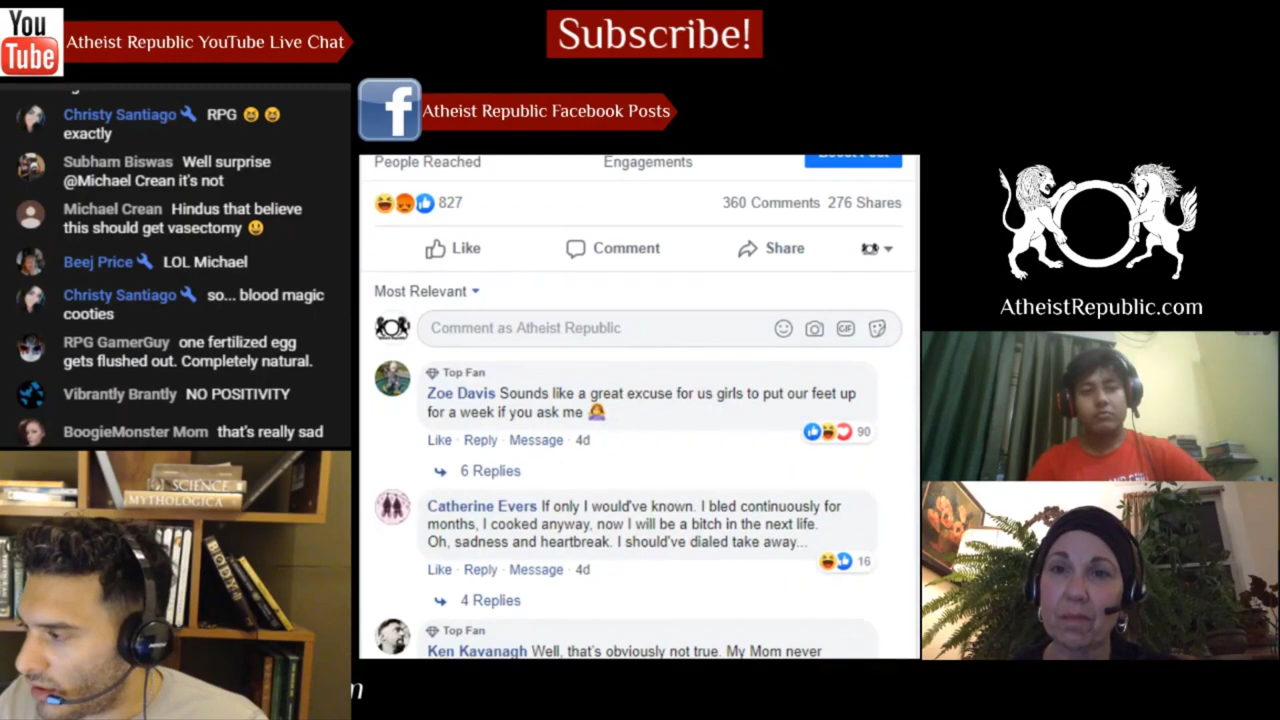 You
Tube
Atheist Republic YouTube Live Chat
Subscribe!
Christy Santiago RPG 😆 😆
exactly
Subham Biswas Well surprise
@Michael Crean it's not
Michael Crean Hindus that believe
this should get vasectomy 😃
Beej Price LOL Michael
Christy Santiago so... blood magic
cooties
RPG GamerGuy one fertilized egg
gets flushed out. Completely natural.
Vibrantly Brantly NO POSITIVITY
BoogieMonster Mom that's really sad
f
Atheist Republic Facebook Posts
People Reached
Engagements
Boost Post
827
360 Comments 276 Shares
Like
Comment
Share
Most Relevant
Comment as Atheist Republic
GIF
Top Fan
Zoe Davis Sounds like a great excuse for us girls to put our feet up
for a week if you ask me 🤦‍♀️
Like · Reply · Message · 4d
90
6 Replies
Catherine Evers If only I would've known. I bled continuously for
months, I cooked anyway, now I will be a bitch in the next life.
Oh, sadness and heartbreak. I should've dialed take away...
Like · Reply · Message · 4d
16
4 Replies
Top Fan
Ken Kavanagh Well, that's obviously not true. My Mom never
AtheistRepublic.com
SCIENCE
MYTHOLOGICA
n